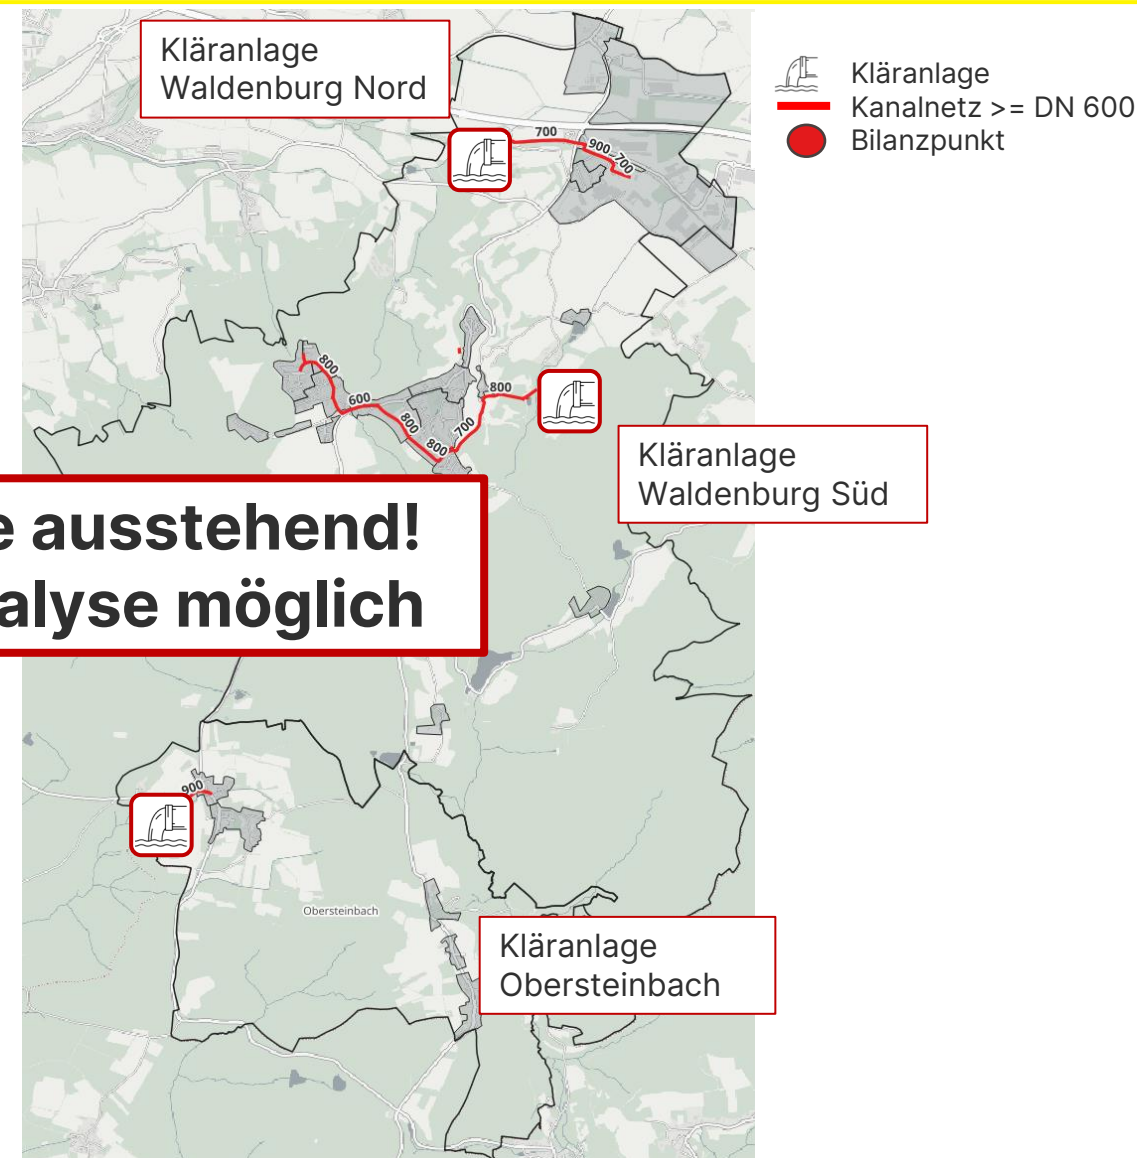 Kläranlage
Waldenburg Nord
Kläranlage
Kanalnetz >= DN 600
Bilanzpunkt
700
900
700
800
600
800
800
700
800
Kläranlage
Waldenburg Süd
ausstehend!
möglich
900
Obersteinbach
Kläranlage
Obersteinbach